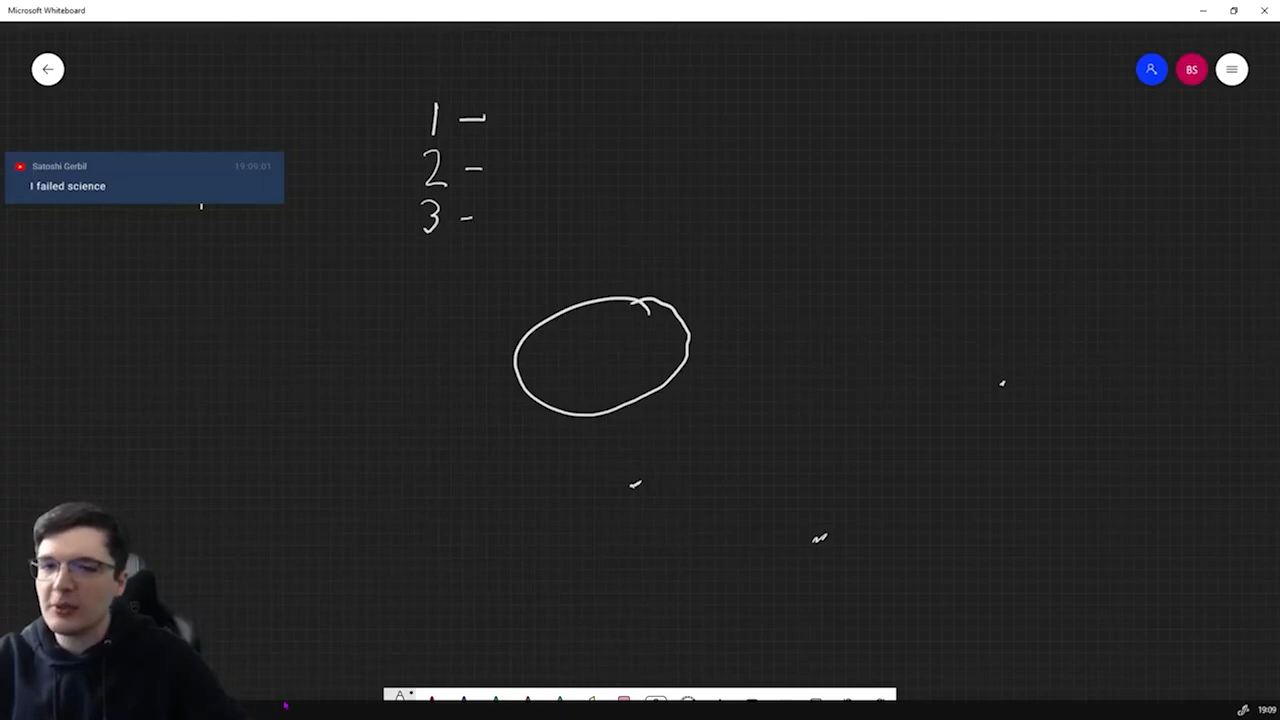 Microsoft Whiteboard
BS
1 -
Satoshi Gerbil 19:09:01
I failed science
2 -
3 -
19:09